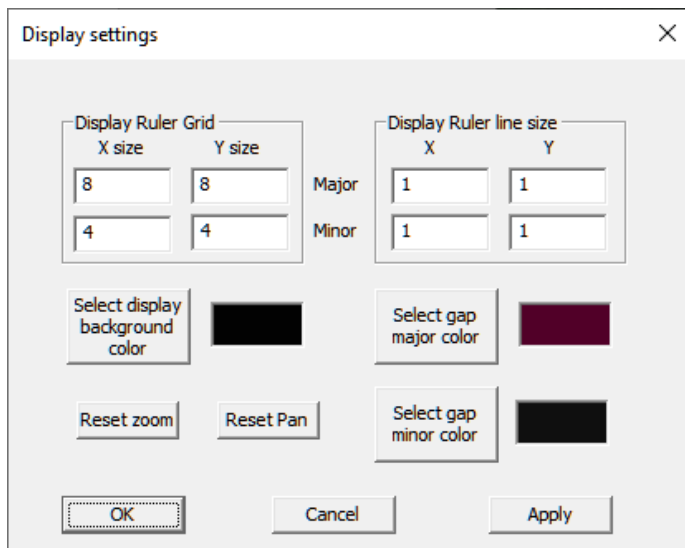 Display settings
Display Ruler Grid
X size Y size
8 8
4 4
Major
Minor
Display Ruler line size
X Y
1 1
1 1
Select display
background
color
Select gap
major color
Reset zoom
Reset Pan
Select gap
minor color
OK
Cancel
Apply